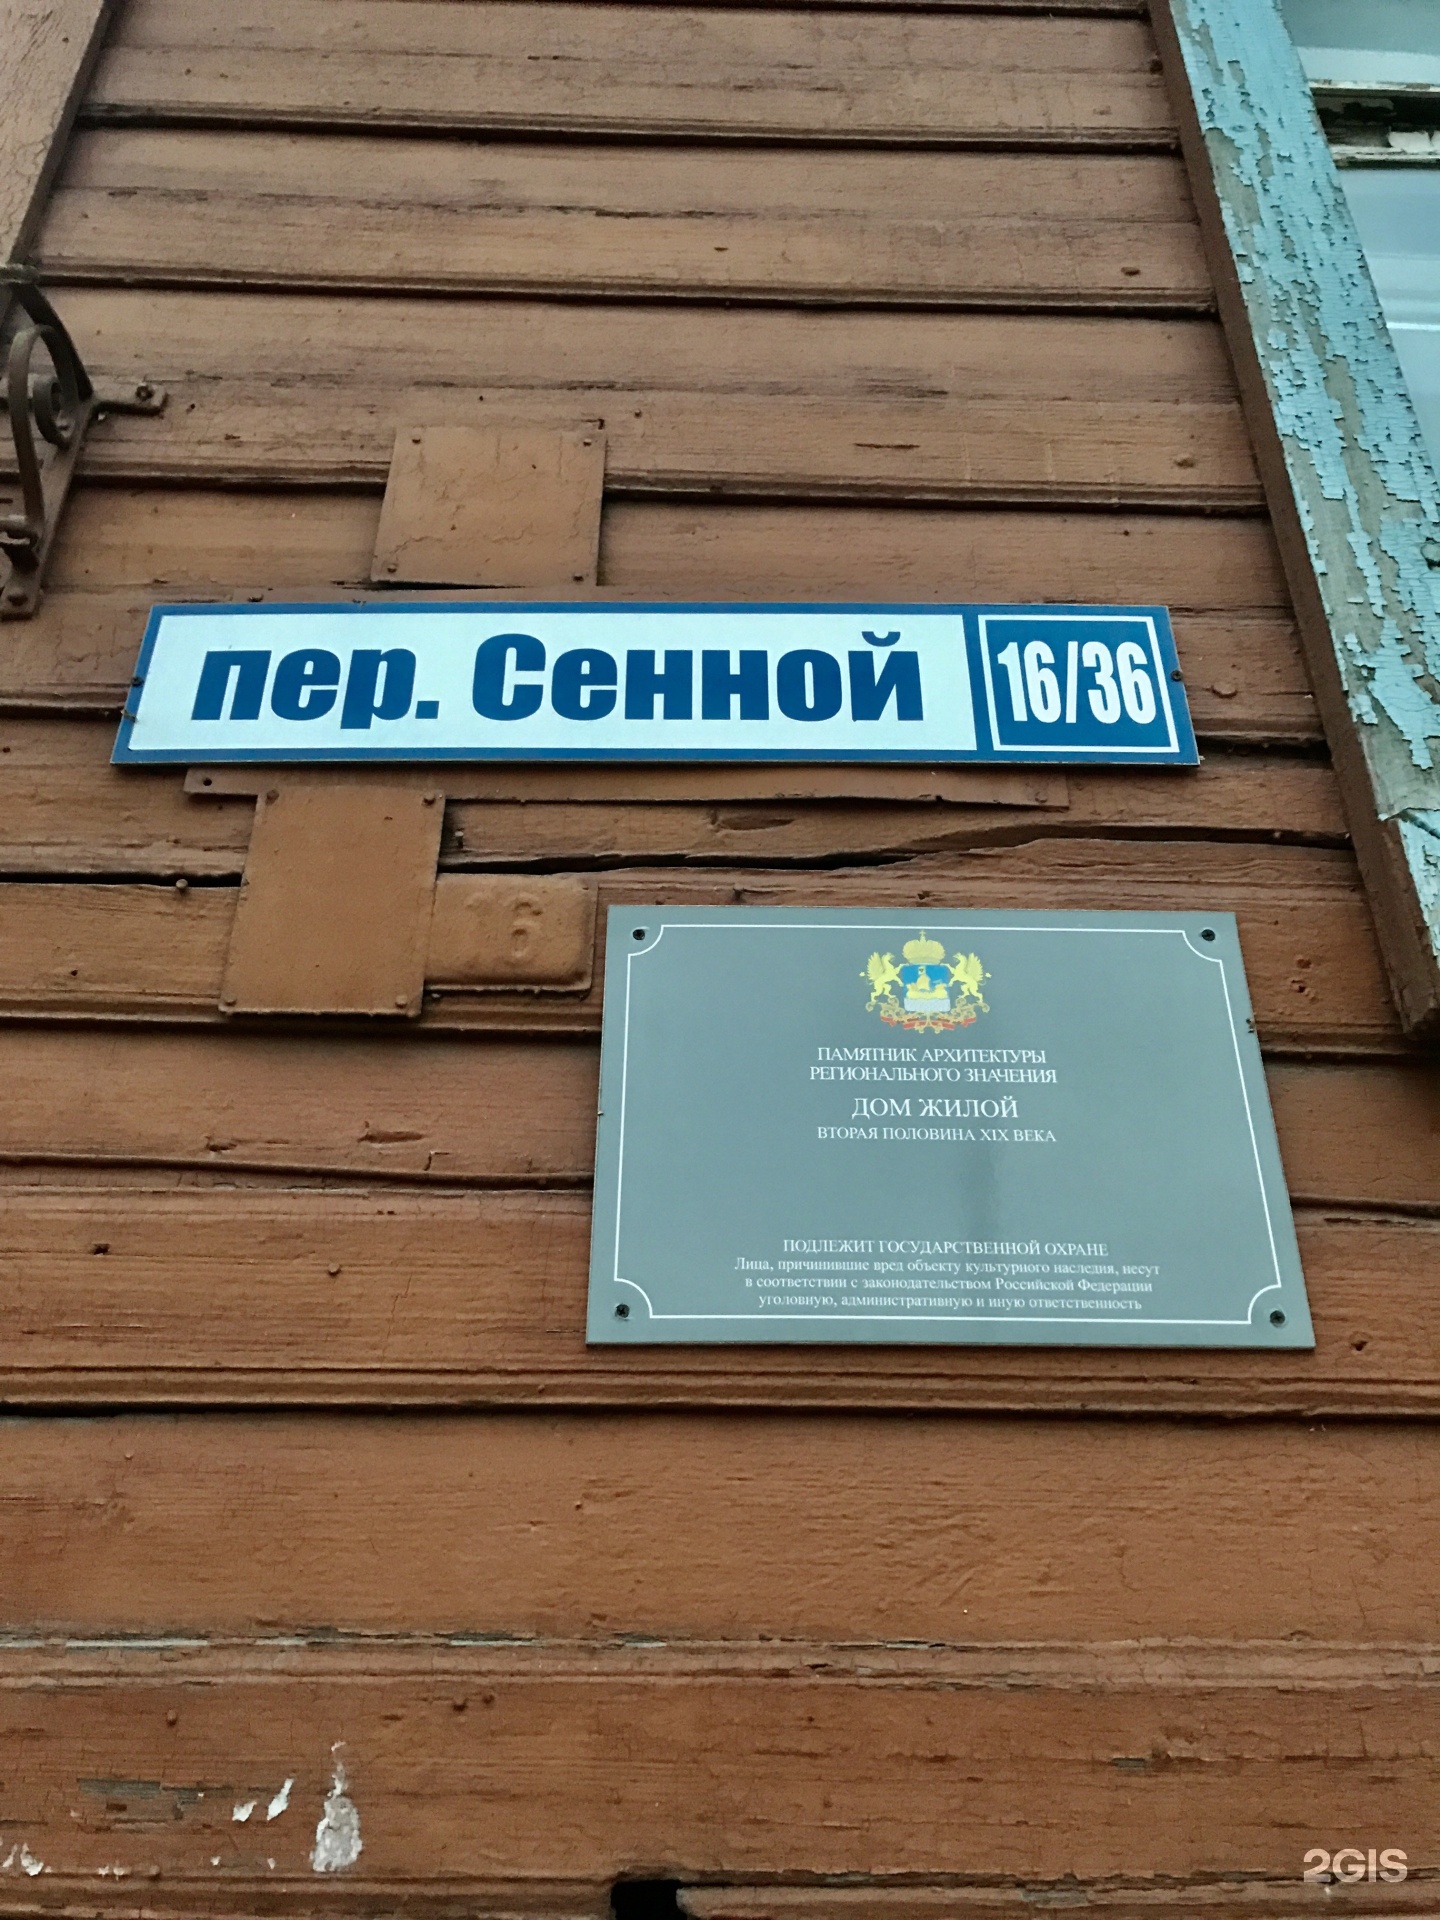 пер. Сенной 16/36
16
ПАМЯТНИК АРХИТЕКТУРЫ
РЕГИОНАЛЬНОГО ЗНАЧЕНИЯ
ДОМ ЖИЛОЙ
ВТОРАЯ ПОЛОВИНА XIX ВЕКА
ПОДЛЕЖИТ ГОСУДАРСТВЕННОЙ ОХРАНЕ
Лица, причинившие вред объекту культурного наследия, несут
в соответствии с законодательством Российской Федерации
уголовную, административную и иную ответственность
2GIS